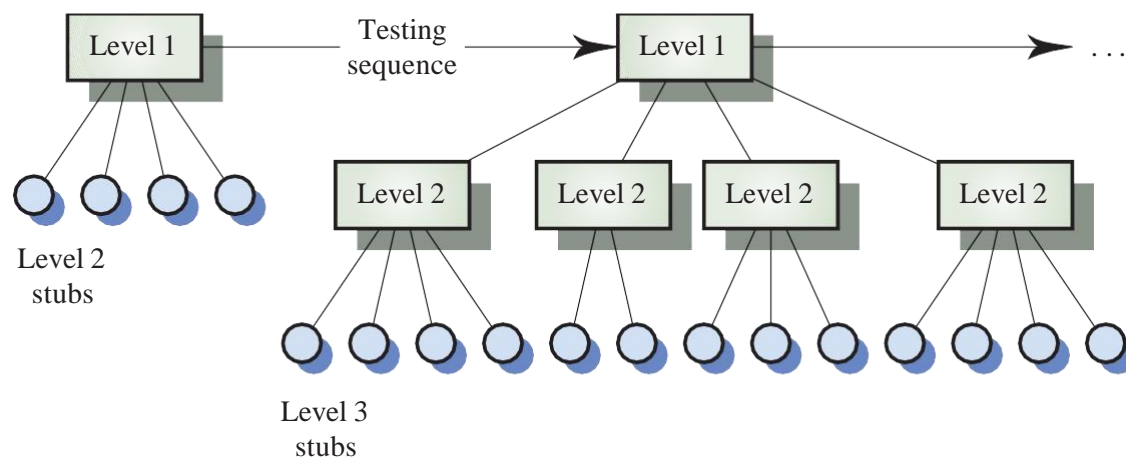 Level 1
Testing
sequence
Level 1
. . .
Level 2
Level 2
Level 2
Level 2
Level 2
stubs
Level 3
stubs